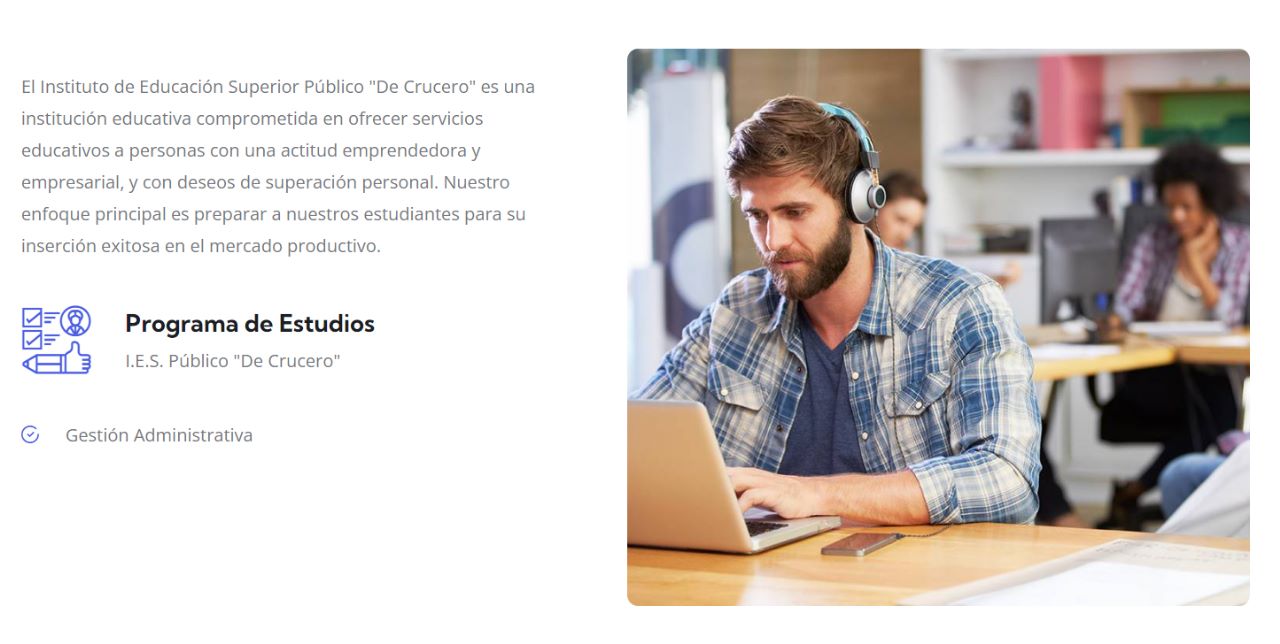 El Instituto de Educación Superior Público "De Crucero" es una
institución educativa comprometida en ofrecer servicios
educativos a personas con una actitud emprendedora y
empresarial, y con deseos de superación personal. Nuestro
enfoque principal es preparar a nuestros estudiantes para su
inserción exitosa en el mercado productivo.
Programa de Estudios
I.E.S. Público "De Crucero"
Gestión Administrativa